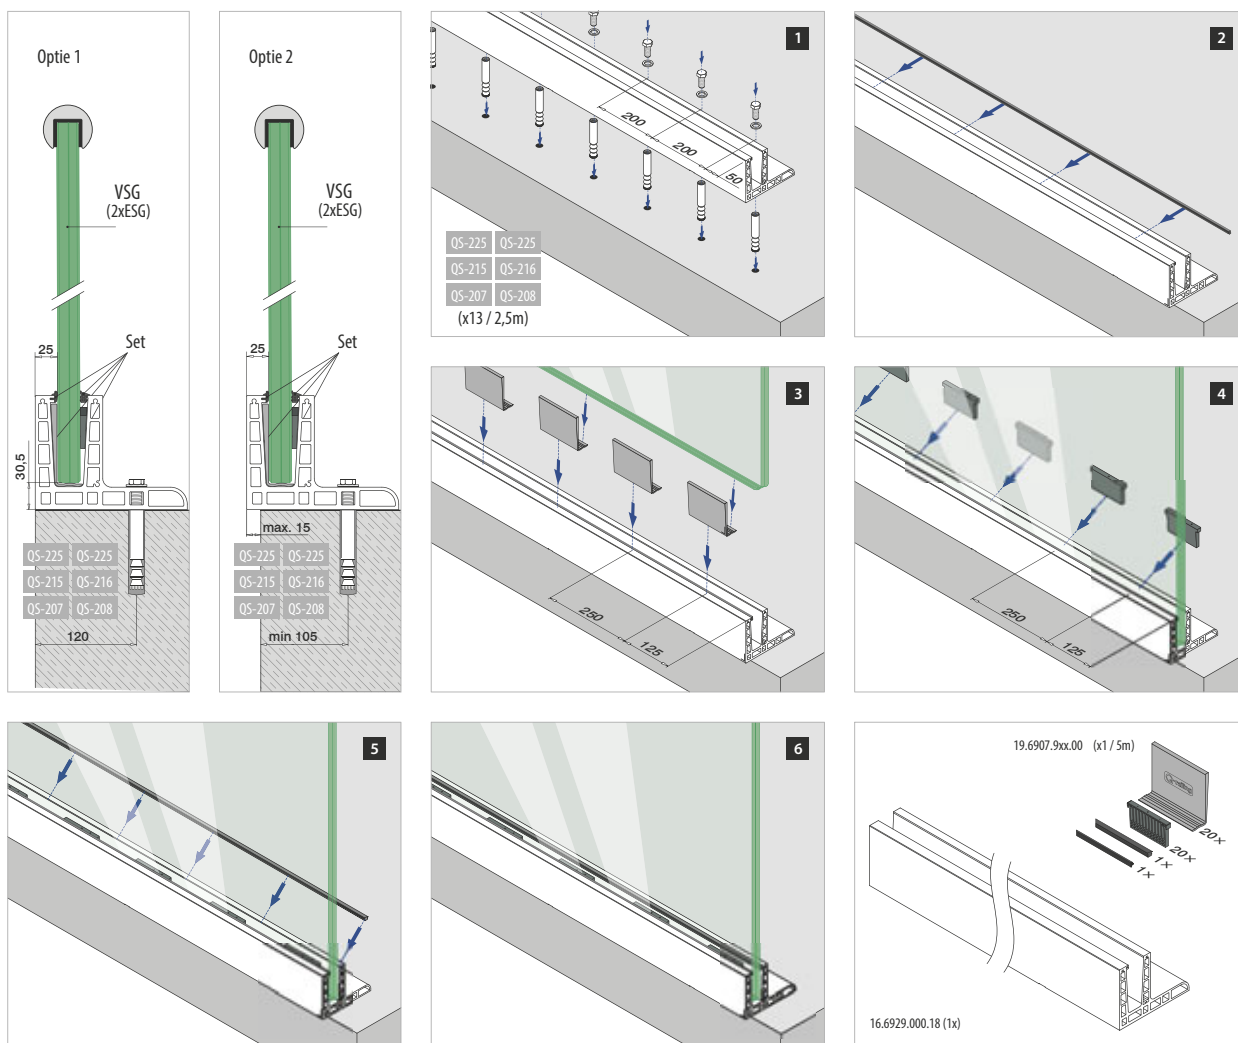 Optie 1
VSG
(2xESG)
Set
25
30,5
QS-225 QS-225
QS-215 QS-216
QS-207 QS-208
120
Optie 2
VSG
(2xESG)
Set
25
max. 15
QS-225 QS-225
QS-215 QS-216
QS-207 QS-208
min 105
1
200
200
50
QS-225 QS-225
QS-215 QS-216
QS-207 QS-208
(x13 / 2,5m)
2
3
250
125
4
250
125
5
6
19.6907.9xx.00 (x1 / 5m)
20x
20x
1x
1x
16.6929.000.18 (1x)